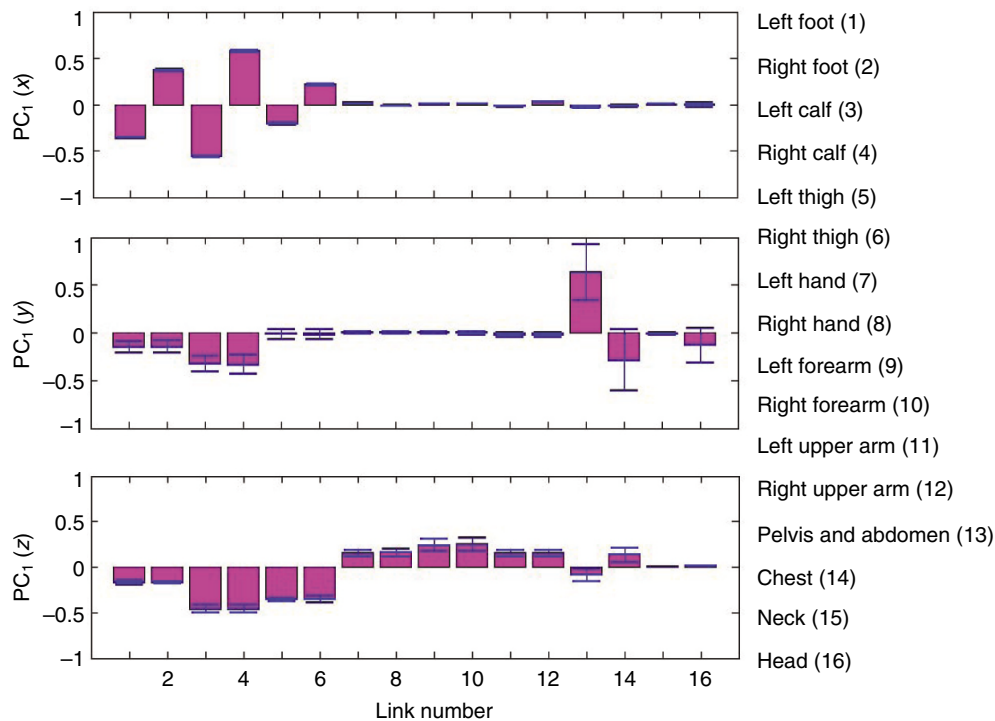 1
0.5
0
−0.5
−1
PC1 (x)
1
0.5
0
−0.5
−1
PC1 (y)
1
0.5
0
−0.5
−1
PC1 (z)
2 4 6 8 10 12 14 16
Link number
Left foot (1)
Right foot (2)
Left calf (3)
Right calf (4)
Left thigh (5)
Right thigh (6)
Left hand (7)
Right hand (8)
Left forearm (9)
Right forearm (10)
Left upper arm (11)
Right upper arm (12)
Pelvis and abdomen (13)
Chest (14)
Neck (15)
Head (16)